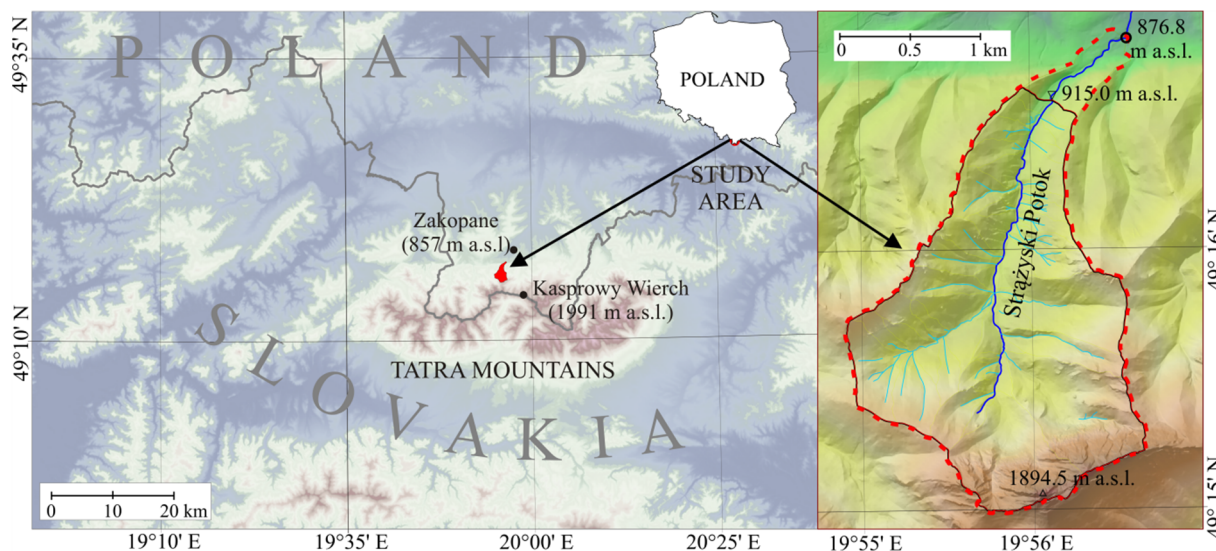 POLAND
49°35' N
POLAND
STUDY
AREA
Zakopane
(857 m a.s.l)
Kasprowy Wierch
(1991 m a.s.l.)
49°10' N
TATRA MOUNTAINS
SLOVAKIA
0 10 20 km
19°10' E 19°35' E 20°00' E 20°25' E
0 0.5 1 km
876.8
m a.s.l.
915.0 m a.s.l.
Strążyski Potok
49°16' N
1894.5 m a.s.l.
49°15' N
19°55' E 19°56' E